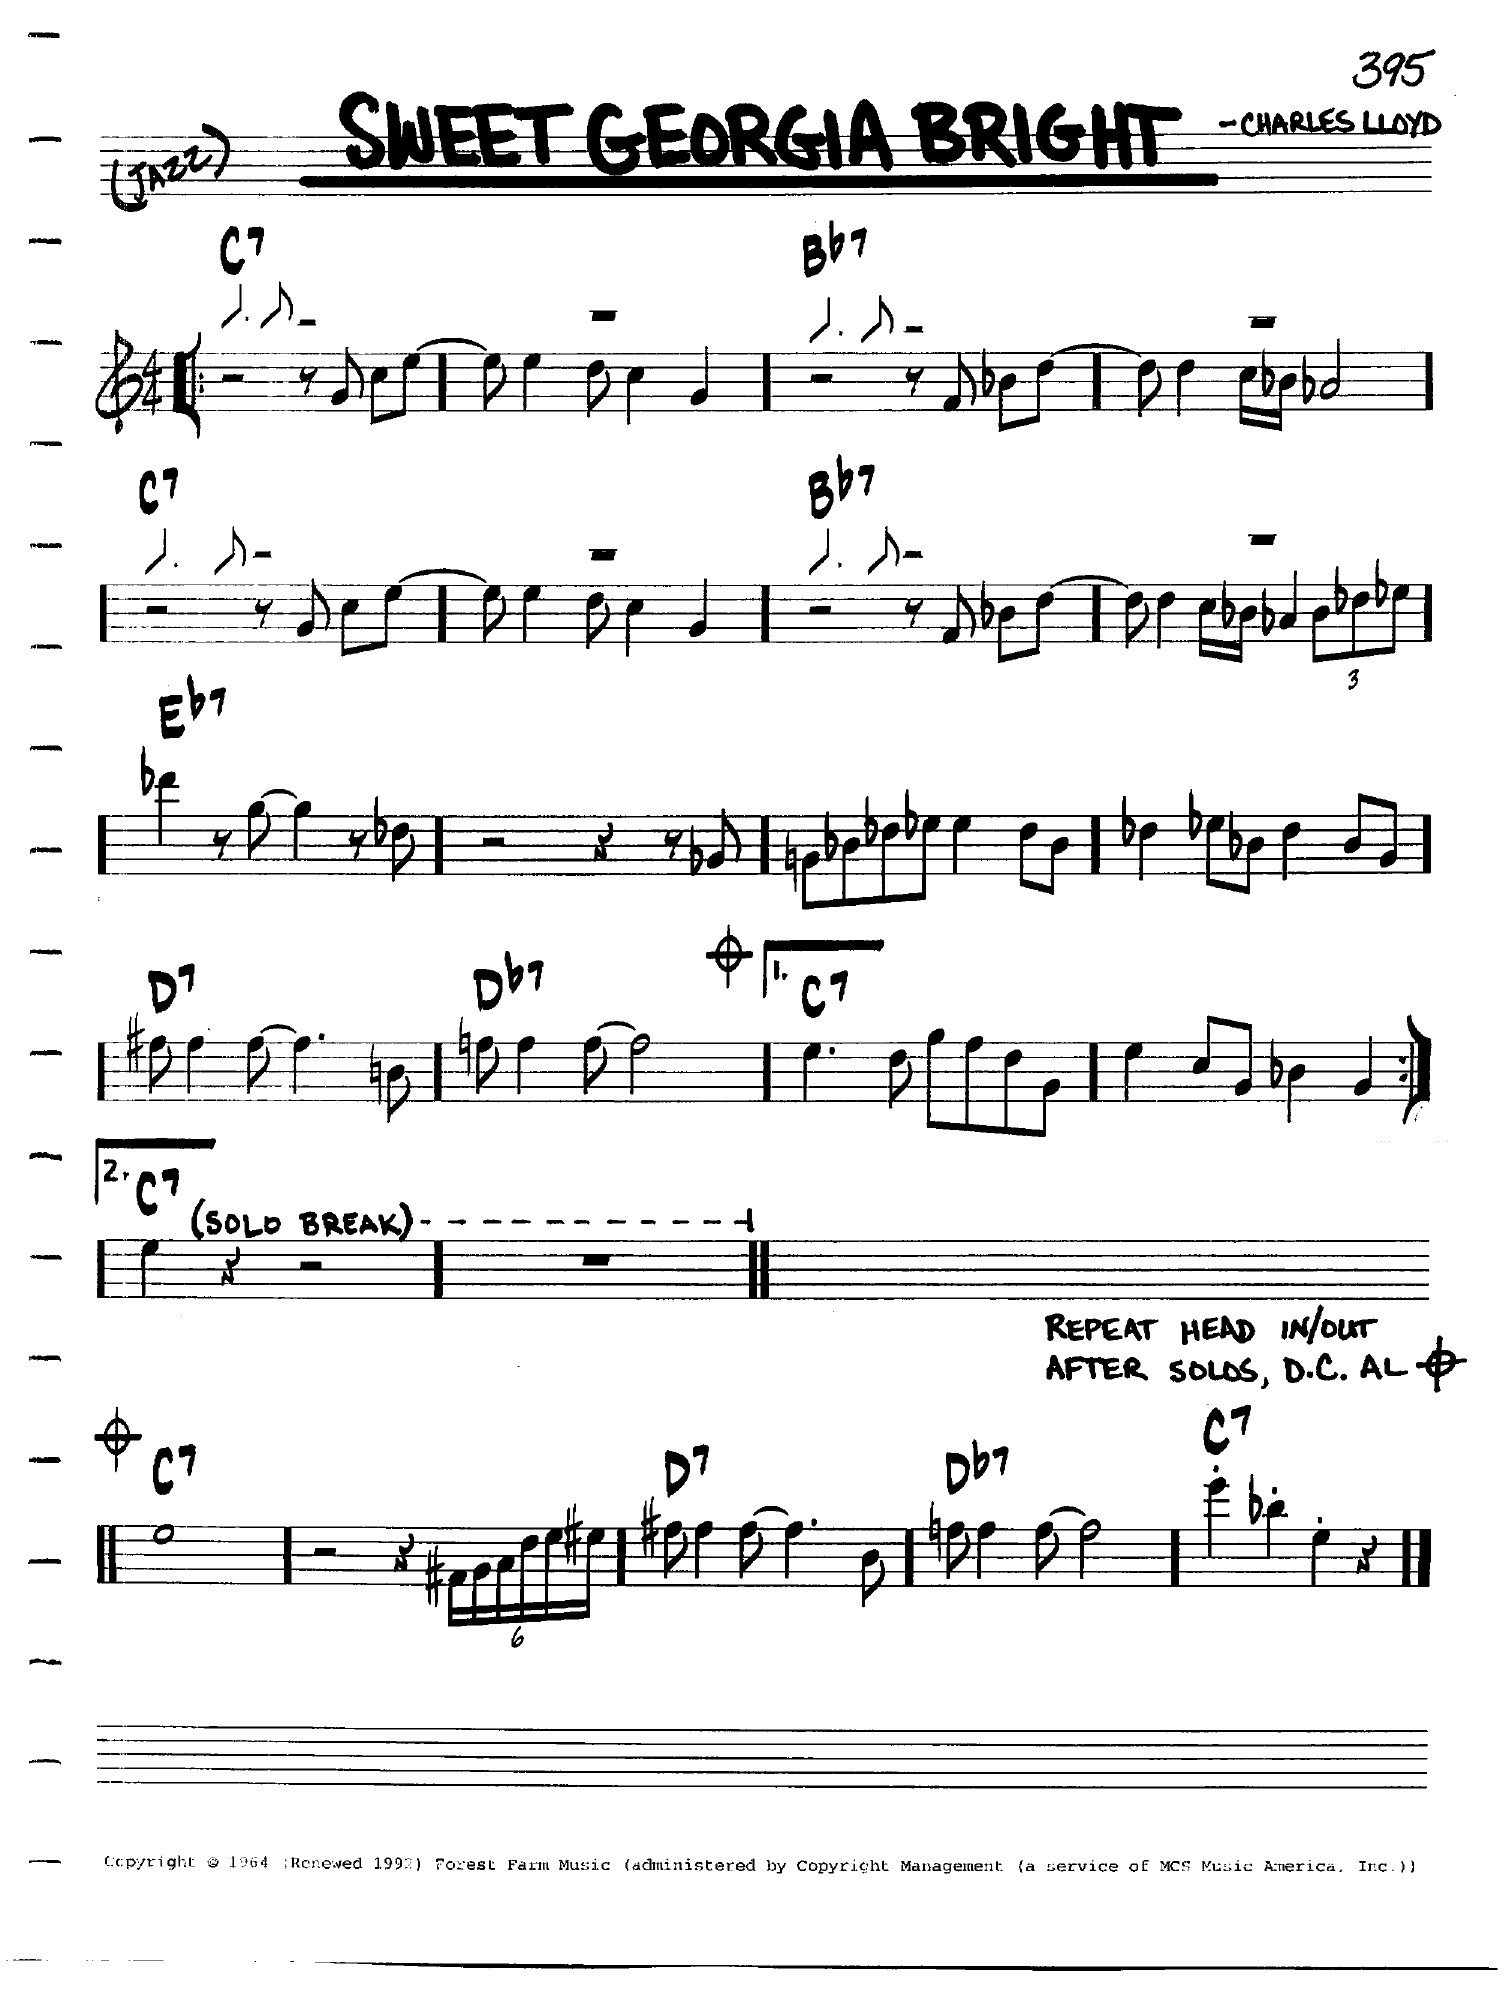 395
SWEET GEORGIA BRIGHT
-CHARLES LLOYD
(JAZZ)
C7 Bb7
4
4
C7 Bb7
3
Eb7
D7 Db7 1. C7
2. C7
(SOLO BREAK)
REPEAT HEAD IN/OUT
AFTER SOLOS, D.C. AL
C7 D7 Db7 C7
6
Copyright © 1964 (Renewed 1992) Forest Farm Music (administered by Copyright Management (a service of MCS Music America, Inc.))